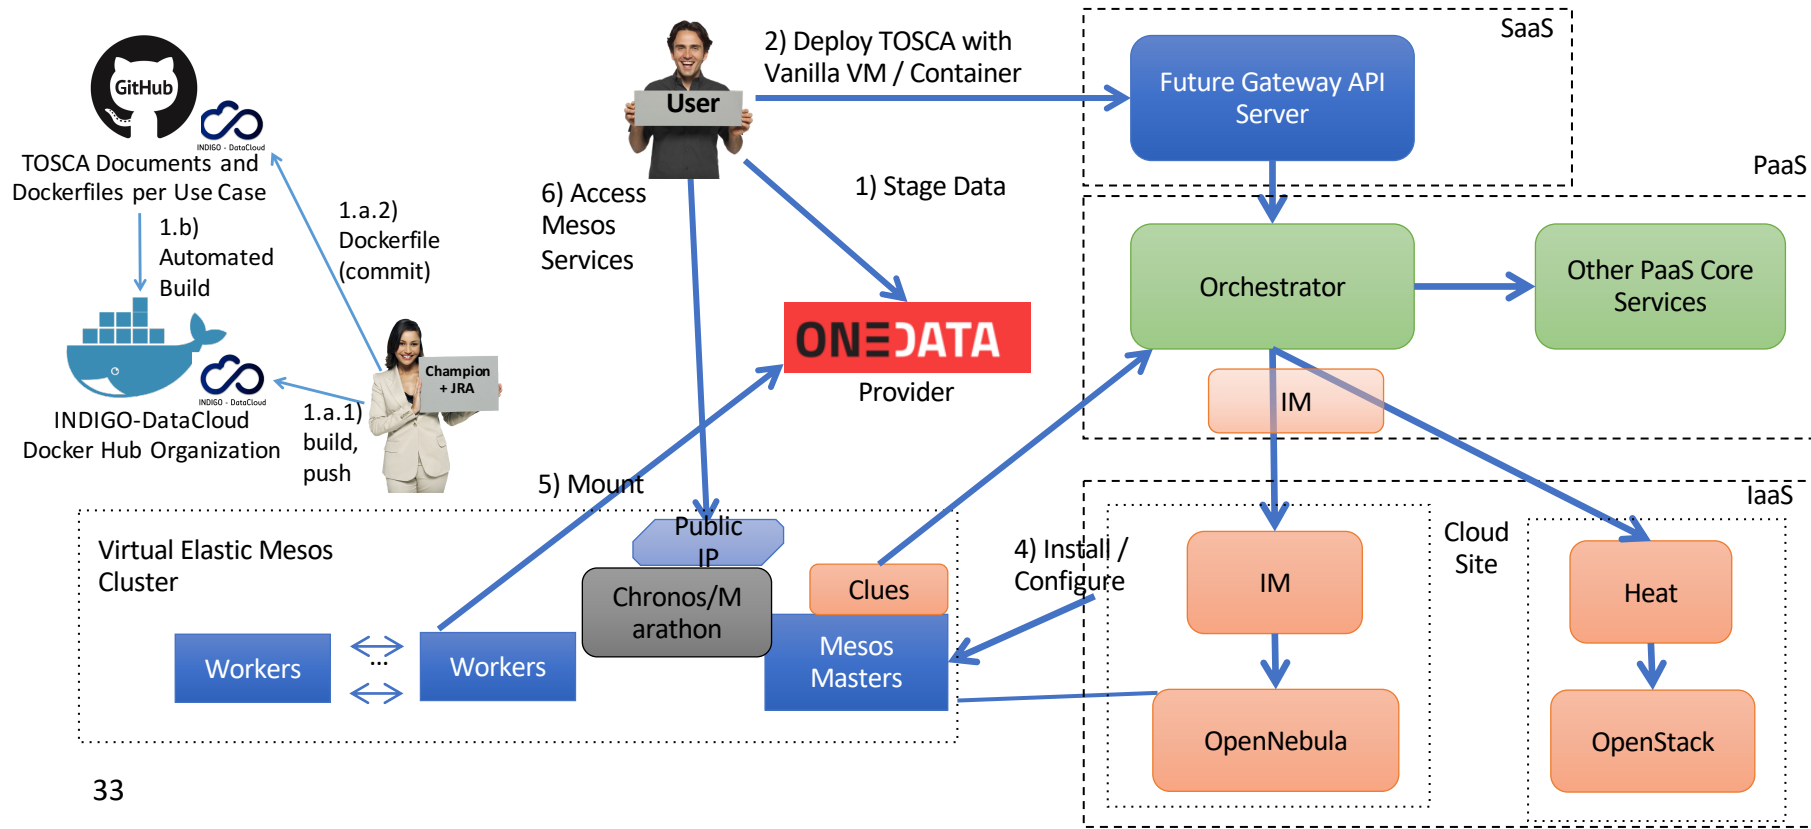 GitHub
INDIGO - DataCloud
TOSCA Documents and
Dockerfiles per Use Case
1.b)
Automated
Build
1.a.2)
Dockerfile
(commit)
INDIGO - DataCloud
INDIGO-DataCloud
Docker Hub Organization
1.a.1)
build,
push
Champion
+ JRA
User
2) Deploy TOSCA with
Vanilla VM / Container
6) Access
Mesos
Services
1) Stage Data
ONEDATA
Provider
5) Mount
SaaS
Future Gateway API
Server
PaaS
Orchestrator
Other PaaS Core
Services
IM
IaaS
Cloud
Site
4) Install /
Configure
IM
Heat
OpenNebula
OpenStack
Virtual Elastic Mesos
Cluster
Public
IP
Chronos/M
arathon
Clues
Mesos
Masters
Workers
...
Workers
33